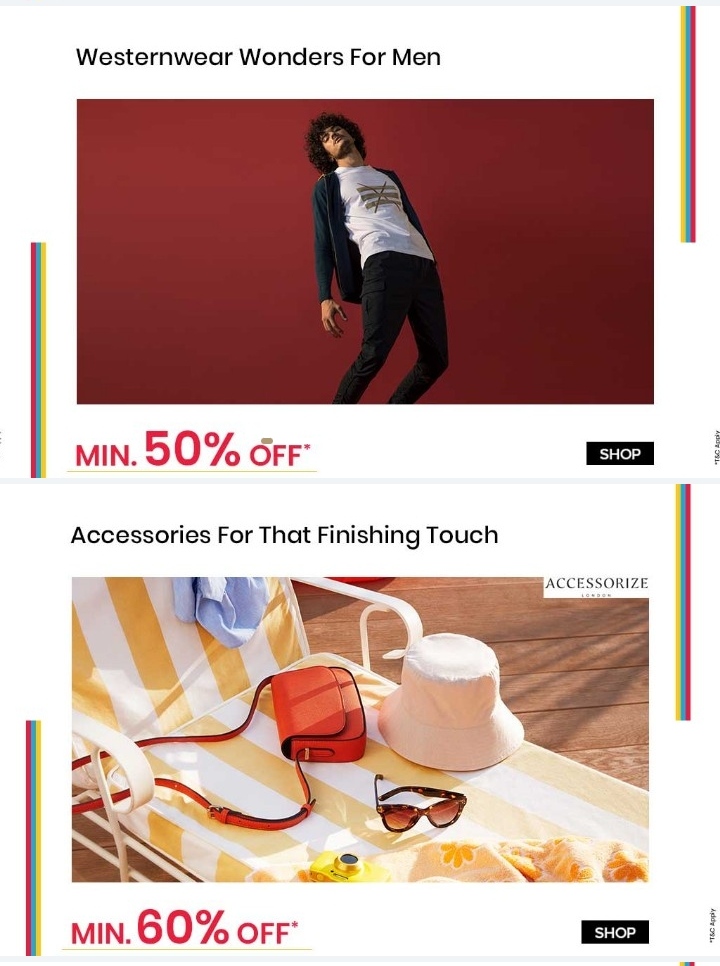 Westernwear Wonders For Men
MIN. 50% OFF*
SHOP
*T&C Apply
Accessories For That Finishing Touch
ACCESSORIZE
LONDON
MIN. 60% OFF*
SHOP
*T&C Apply